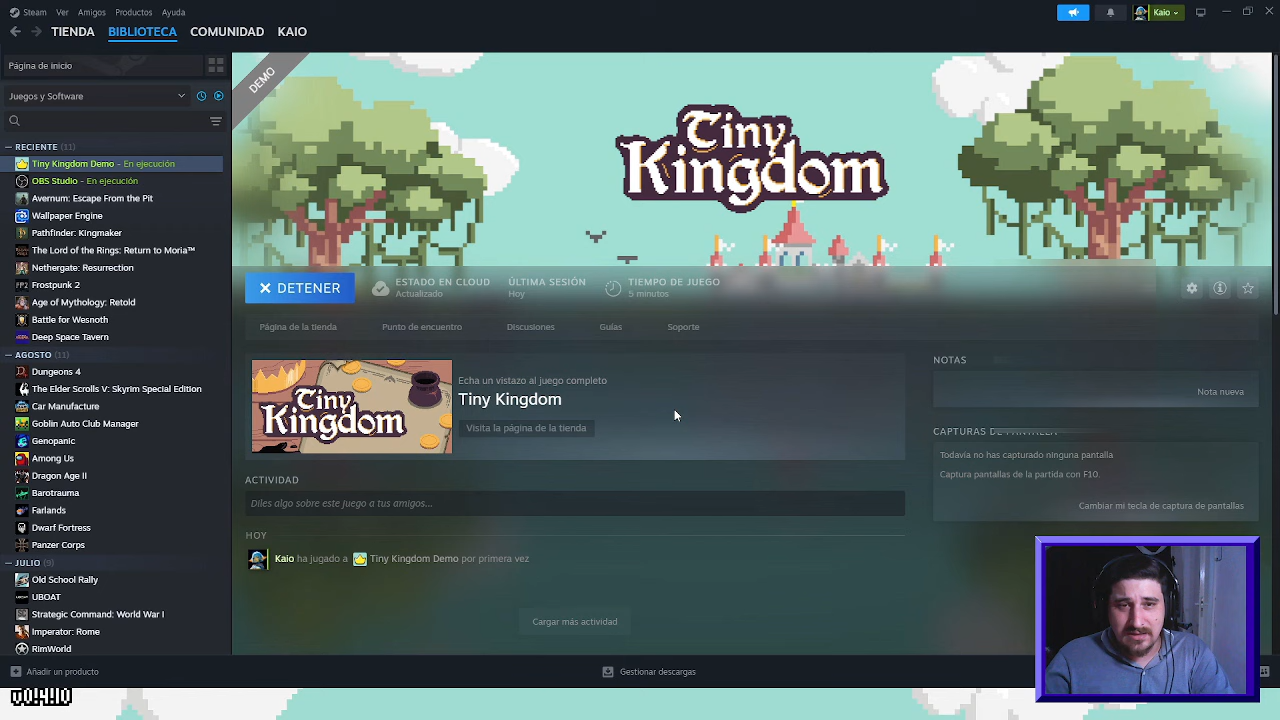 Steam Ver Amigos Productos Ayuda
Kaio
TIENDA BIBLIOTECA COMUNIDAD KAIO
Página de inicio
Juegos y Software
RECIENTE (11)
Tiny Kingdom Demo - En ejecución
OBS Studio - En ejecución
Avernum: Escape From the Pit
Eador Genesis
Pathfinder: Kingmaker
The Lord of the Rings: Return to Moria™
Nethergate: Resurrection
Prosperum
Age of Mythology: Retold
Battle for Wesnoth
Deep Space Tavern
AGOSTO (11)
Dungeons 4
The Elder Scrolls V: Skyrim Special Edition
Car Manufacture
Goblin Auto Club Manager
Genopanic
Among Us
Dragon Age II
Barotrauma
Farlands
Dwarf Fortress
Panzer Corps
JULIO (9)
Old School Rally
UBOAT
Strategic Command: World War I
Imperator: Rome
RimWorld
Añadir un producto
DEMO
Tiny
Kingdom
DETENER
ESTADO EN CLOUD
Actualizado
ÚLTIMA SESIÓN
Hoy
TIEMPO DE JUEGO
5 minutos
Página de la tienda Punto de encuentro Discusiones Guías Soporte
Tiny
Kingdom
Echa un vistazo al juego completo
Tiny Kingdom
Visita la página de la tienda
ACTIVIDAD
Diles algo sobre este juego a tus amigos...
HOY
Kaio ha jugado a Tiny Kingdom Demo por primera vez
Cargar más actividad
NOTAS
Nota nueva
CAPTURAS DE PANTALLA
Todavía no has capturado ninguna pantalla
Captura pantallas de la partida con F10.
Cambiar mi tecla de captura de pantallas
Gestionar descargas